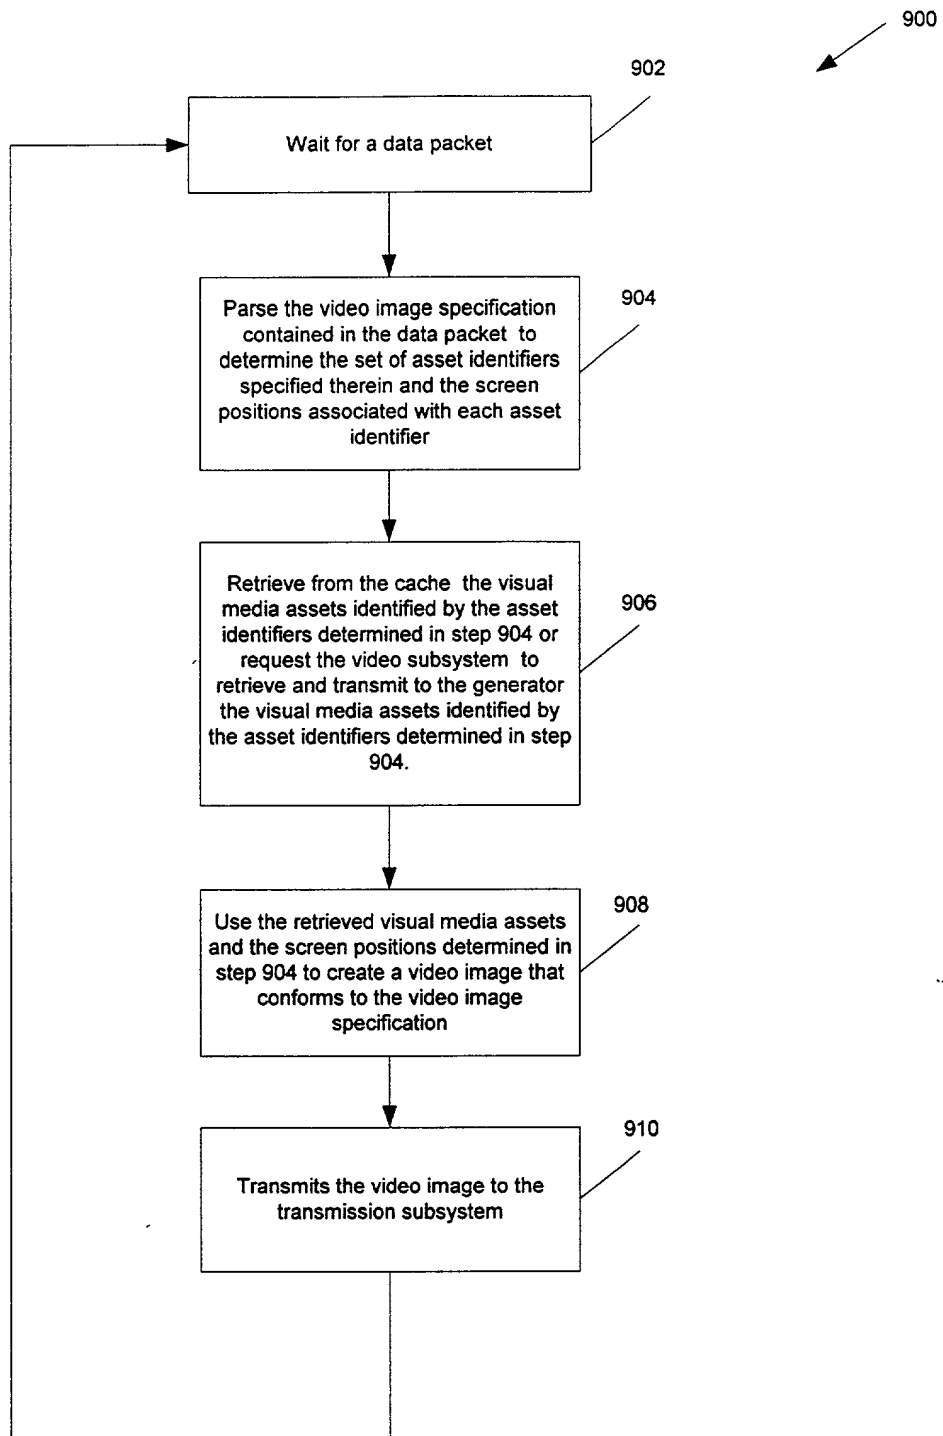 900
902
Wait for a data packet
904
Parse the video image specification
contained in the data packet to
determine the set of asset identifiers
specified therein and the screen
positions associated with each asset
identifier
906
Retrieve from the cache the visual
media assets identified by the asset
identifiers determined in step 904 or
request the video subsystem to
retrieve and transmit to the generator
the visual media assets identified by
the asset identifiers determined in step
904.
908
Use the retrieved visual media assets
and the screen positions determined in
step 904 to create a video image that
conforms to the video image
specification
910
Transmits the video image to the
transmission subsystem